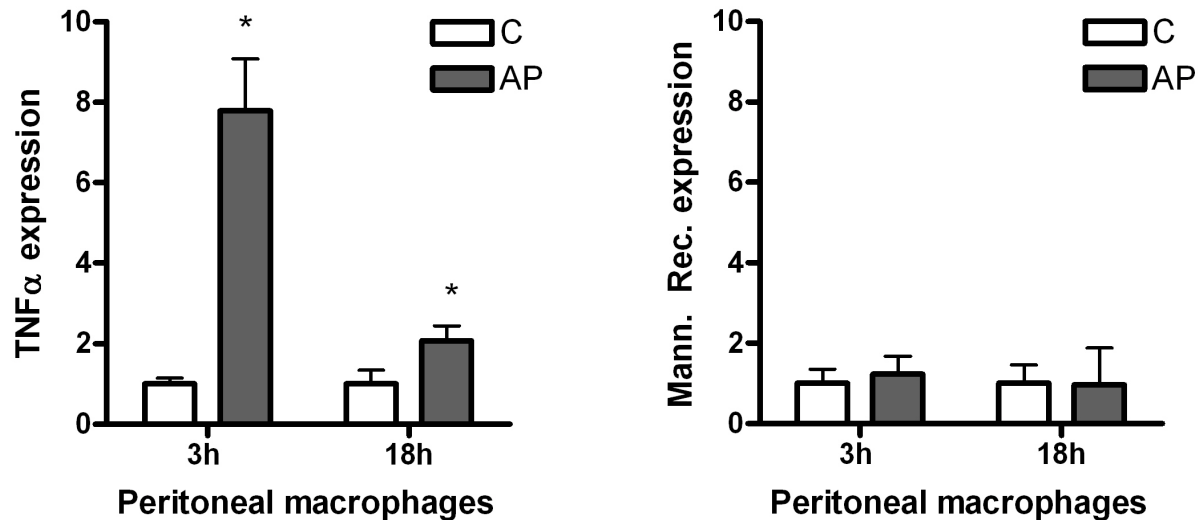 10
8
6
4
2
0
TNFα expression
*
*
C
AP
3h
18h
Peritoneal macrophages
10
8
6
4
2
0
Mann. Rec. expression
C
AP
3h
18h
Peritoneal macrophages